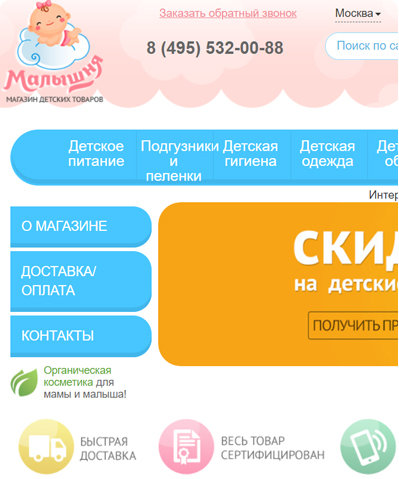 Малышня
МАГАЗИН ДЕТСКИХ ТОВАРОВ
Заказать обратный звонок
Москва
8 (495) 532-00-88
Поиск по са
Детское
питание
Подгузники
и
пеленки
Детская
гигиена
Детская
одежда
Дет
об
Интер
О МАГАЗИНЕ
ДОСТАВКА/
ОПЛАТА
КОНТАКТЫ
СКИД
на детские
ПОЛУЧИТЬ ПР
Органическая
косметика для
мамы и малыша!
БЫСТРАЯ
ДОСТАВКА
ВЕСЬ ТОВАР
СЕРТИФИЦИРОВАН